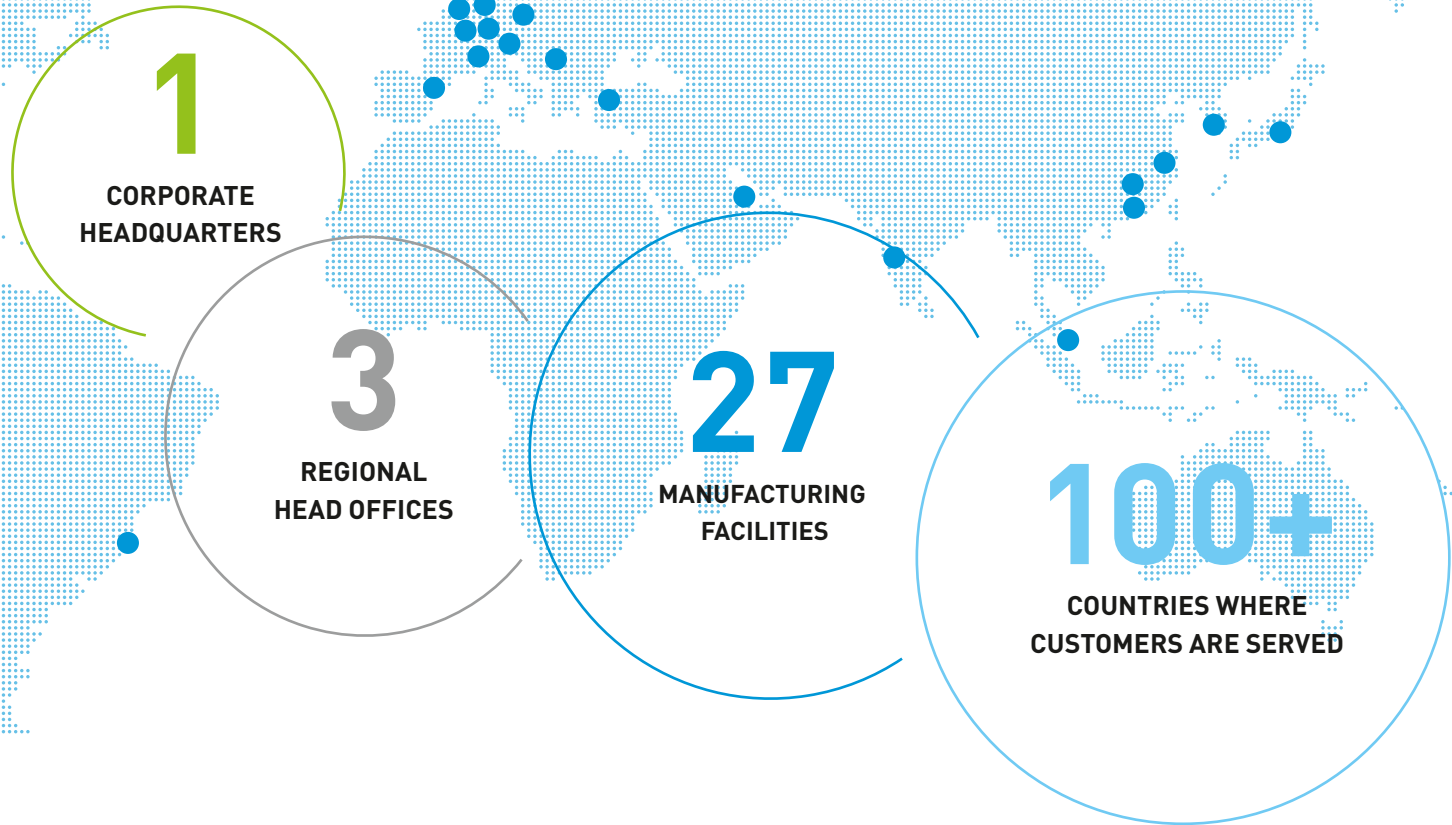 1
CORPORATE
HEADQUARTERS
3
REGIONAL
HEAD OFFICES
27
MANUFACTURING
FACILITIES
100+
COUNTRIES WHERE
CUSTOMERS ARE SERVED